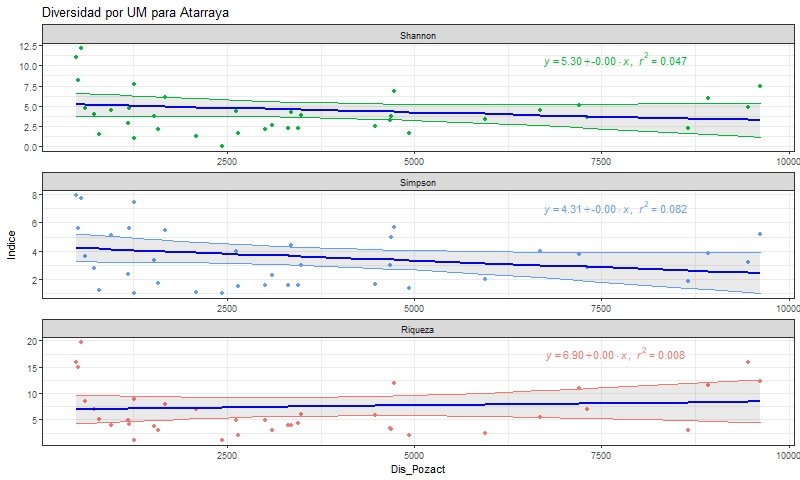 Diversidad por UM para Atarraya
Shannon
y = 5.30 + -0.00 · x, r² = 0.047
12.5
10.0
7.5
5.0
2.5
0.0
2500
5000
7500
10000
Simpson
y = 4.31 + -0.00 · x, r² = 0.082
8
6
4
2
2500
5000
7500
10000
Riqueza
y = 6.90 + 0.00 · x, r² = 0.008
20
15
10
5
2500
5000
7500
10000
Indice
Dis_Pozact